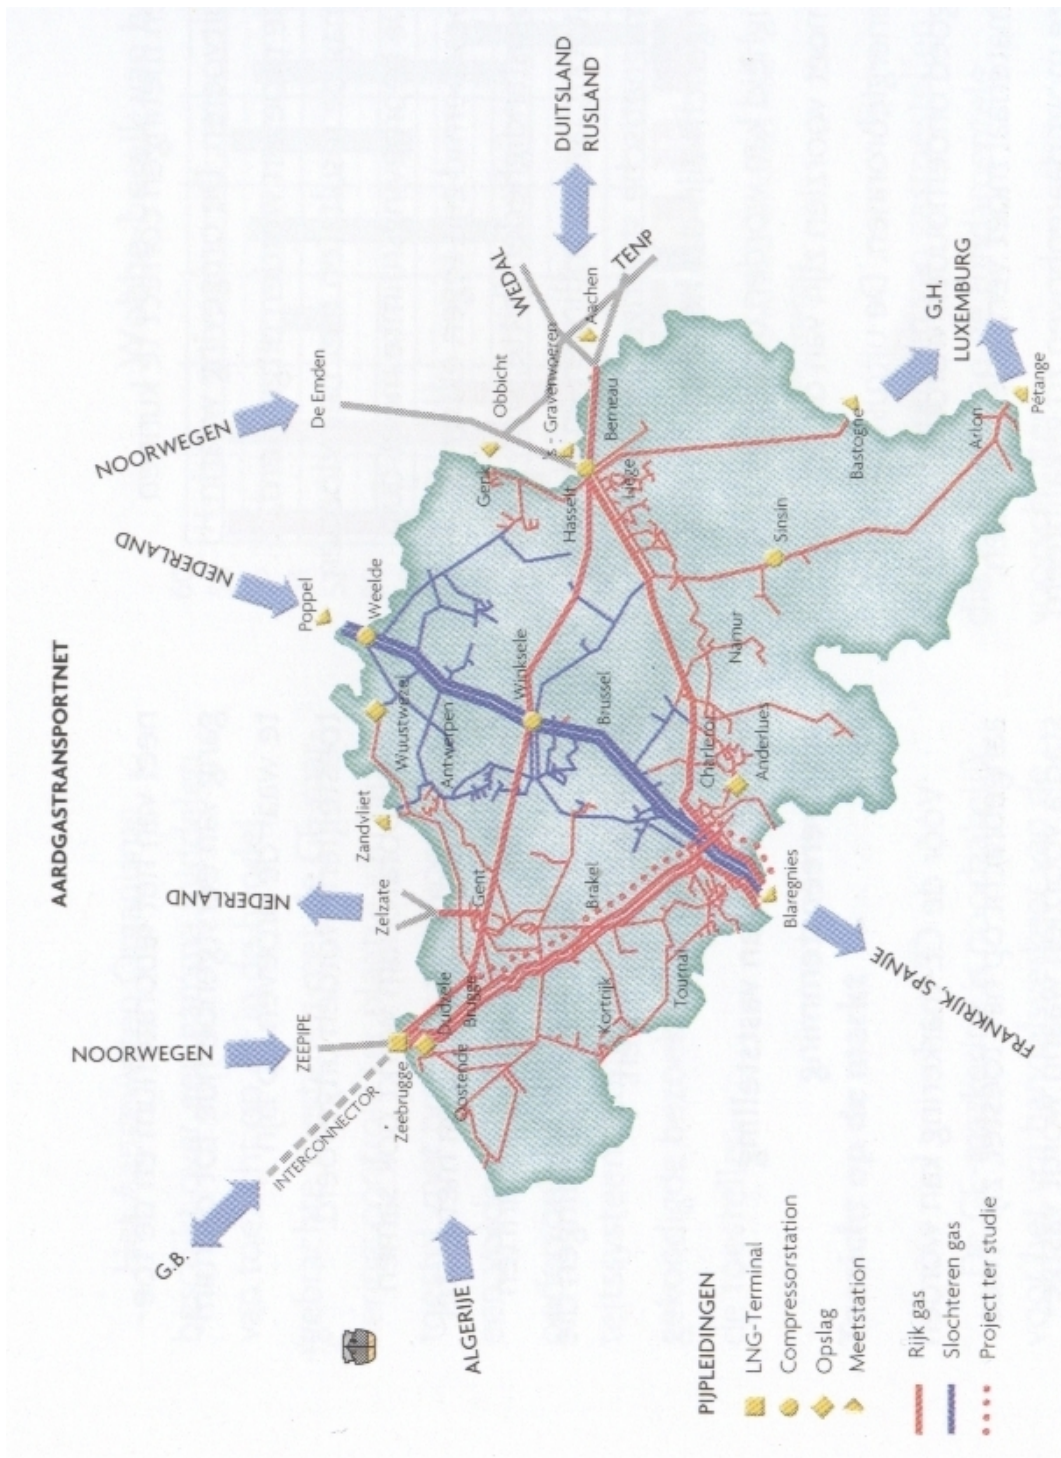 AARDGASTRANSPORTNET
G.B.
INTERCONNECTOR
NOORWEGEN
ZEEPIPE
NEDERLAND
Zelzate
NEDERLAND
Poppel
NOORWEGEN
De Emden
ALGERIJE
Zeebrugge
Dudzele
Brugge
Oostende
Gent
Zandvliet
Wuustwezel
Antwerpen
Weelde
Winksele
Brussel
Genk
Hasselt
Obbicht
's - Gravenvoeren
WEDAL
Aachen
TENP
DUITSLAND
RUSLAND
Berneau
Liège
Kortrijk
Brakel
Tournai
Charleroi
Anderlues
Namur
Sinsin
Bastogne
Arlon
Pétange
G.H.
LUXEMBURG
Blaregnies
FRANKRIJK, SPANJE
PIJPLEIDINGEN
LNG-Terminal
Compressorstation
Opslag
Meetstation
Rijk gas
Slochteren gas
Project ter studie